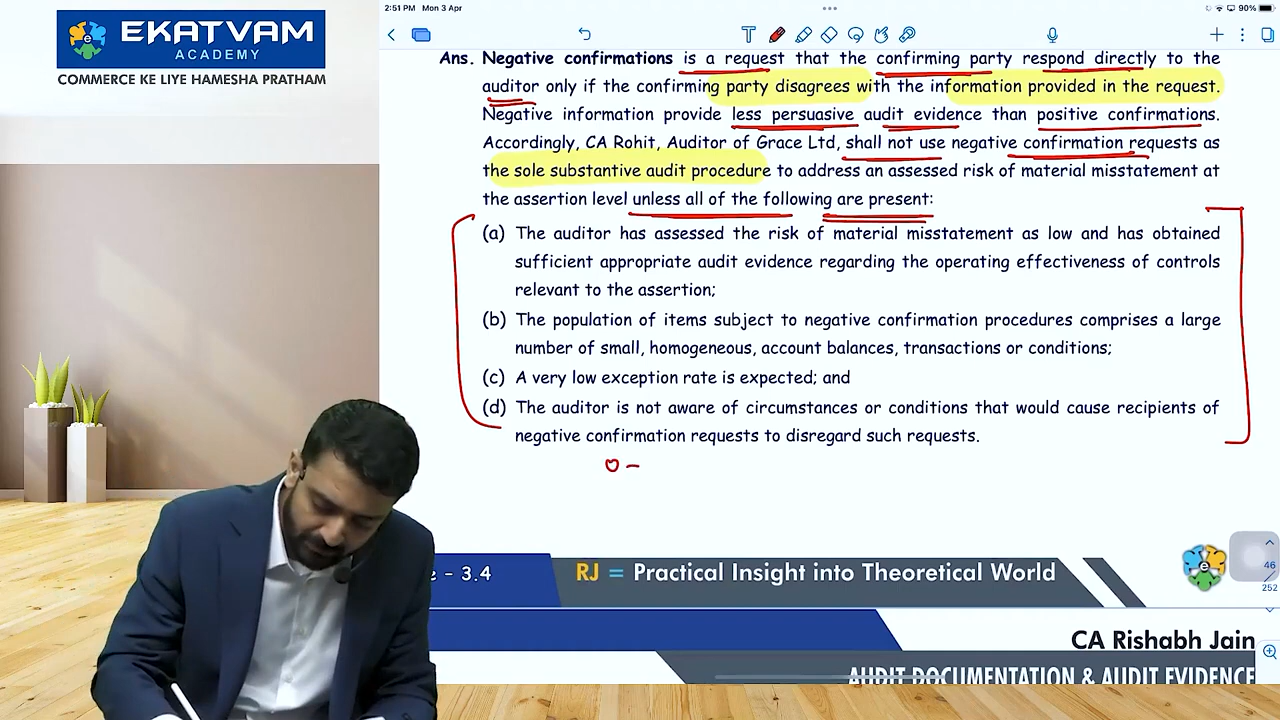 2:51 PM Mon 3 Apr
90%
EKATVAM
ACADEMY
COMMERCE KE LIYE HAMESHA PRATHAM
Ans. Negative confirmations is a request that the confirming party respond directly to the
auditor only if the confirming party disagrees with the information provided in the request.
Negative information provide less persuasive audit evidence than positive confirmations.
Accordingly, CA Rohit, Auditor of Grace Ltd, shall not use negative confirmation requests as
the sole substantive audit procedure to address an assessed risk of material misstatement at
the assertion level unless all of the following are present:
(a) The auditor has assessed the risk of material misstatement as low and has obtained
sufficient appropriate audit evidence regarding the operating effectiveness of controls
relevant to the assertion;
(b) The population of items subject to negative confirmation procedures comprises a large
number of small, homogeneous, account balances, transactions or conditions;
(c) A very low exception rate is expected; and
(d) The auditor is not aware of circumstances or conditions that would cause recipients of
negative confirmation requests to disregard such requests.
- 3.4
RJ = Practical Insight into Theoretical World
46
252
CA Rishabh Jain
AUDIT DOCUMENTATION & AUDIT EVIDENCE